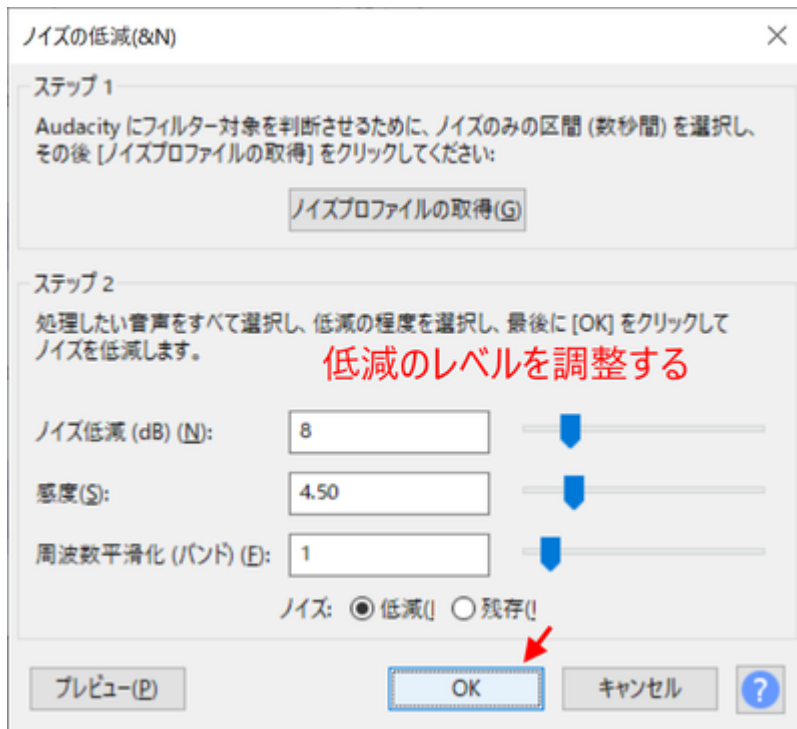 ノイズの低減(&N)
ステップ 1
Audacity にフィルター対象を判断させるために、ノイズのみの区間 (数秒間) を選択し、
その後 [ノイズプロファイルの取得] をクリックしてください:
ノイズプロファイルの取得(G)
ステップ 2
処理したい音声をすべて選択し、低減の程度を選択し、最後に [OK] をクリックして
ノイズを低減します。
低減のレベルを調整する
ノイズ低減 (dB) (N): 8
感度(S): 4.50
周波数平滑化 (バンド) (F): 1
ノイズ: 低減( 残存(
プレビュー(P) OK キャンセル ?